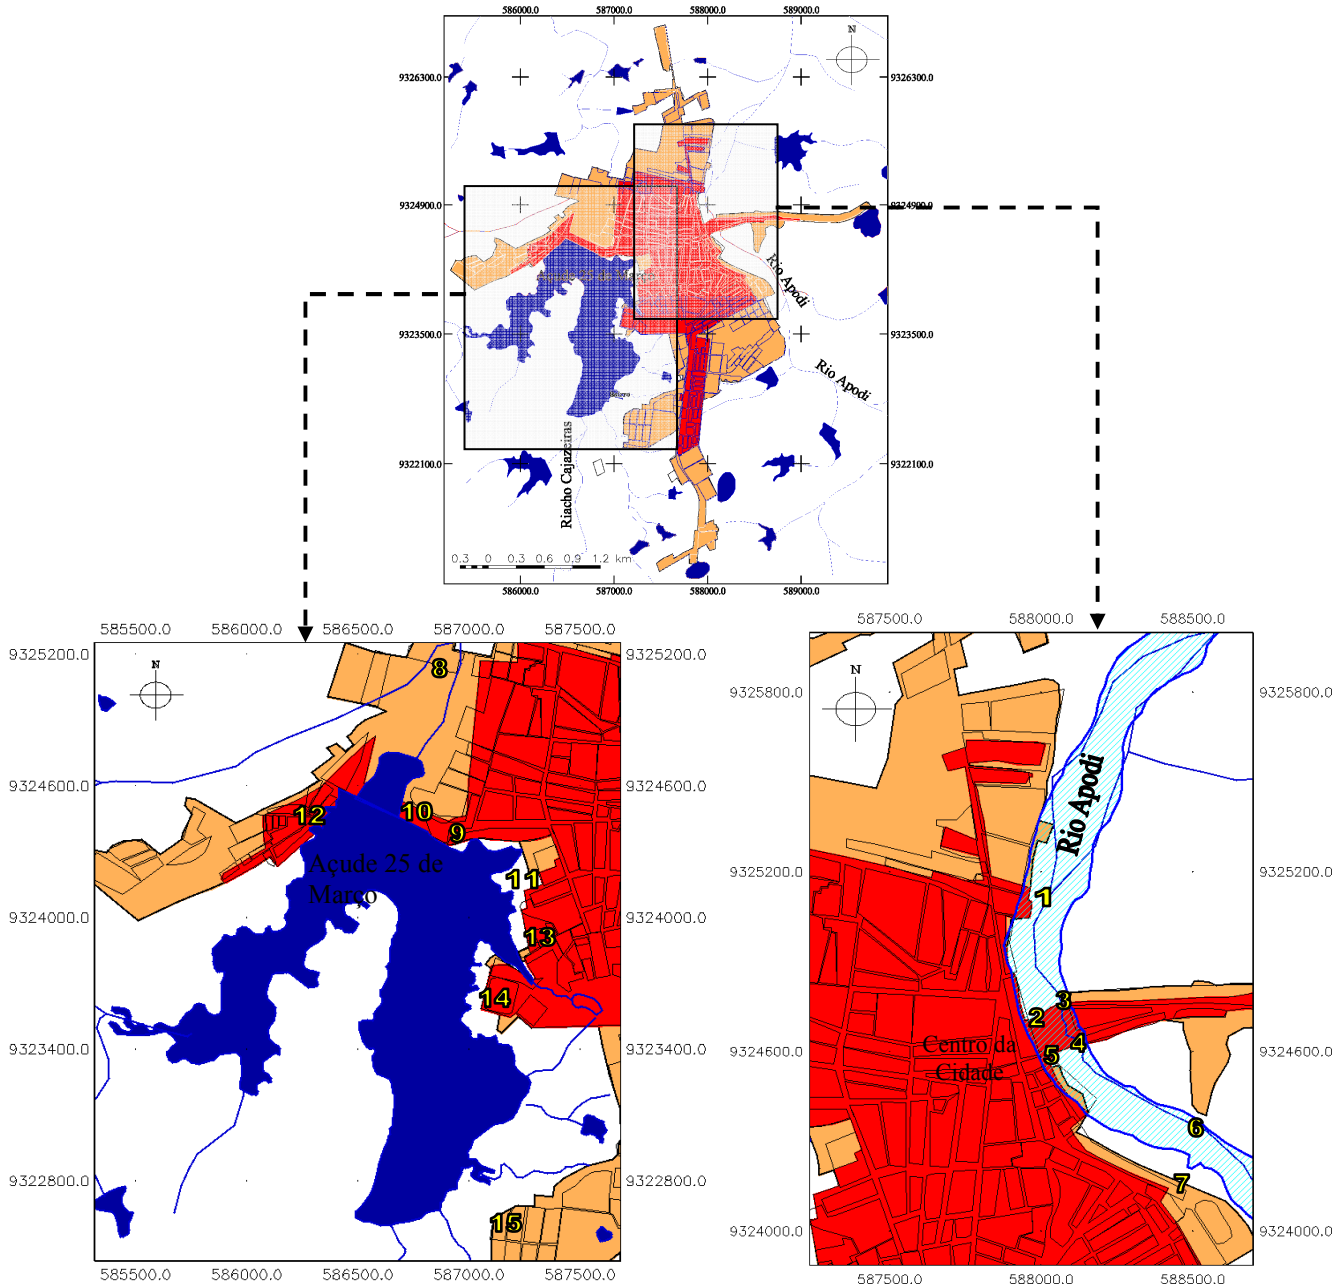 586000.0 587000.0 588000.0 589000.0
N
9326300.0 9326300.0
9324900.0 9324900.0
Rio Apodi
9323500.0 9323500.0
Rio Apodi
9322100.0 9322100.0
Riacho Cajazeiras
0.3 0 0.3 0.6 0.9 1.2 km
586000.0 587000.0 588000.0 589000.0
585500.0 586000.0 586500.0 587000.0 587500.0
9325200.0 9325200.0
N
8
9324600.0 9324600.0
12
10
9
Açude 25 de
Março
11
9324000.0 9324000.0
13
14
9323400.0 9323400.0
9322800.0 9322800.0
15
585500.0 586000.0 586500.0 587000.0 587500.0
587500.0 588000.0 588500.0
N
9325800.0 9325800.0
Rio Apodi
9325200.0 9325200.0
1
3
2
4
5
Centro da
Cidade
9324600.0 9324600.0
6
7
9324000.0 9324000.0
587500.0 588000.0 588500.0